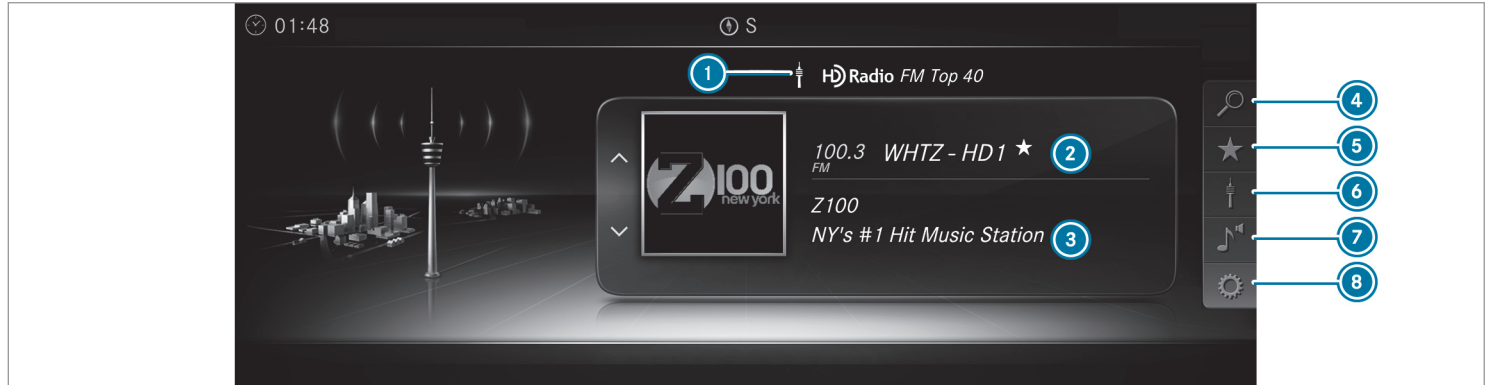 01:48
S
1
HD Radio FM Top 40
Z100
new york
100.3 WHTZ - HD1 ★ 2
FM
Z100
NY's #1 Hit Music Station 3
4
5
6
7
8